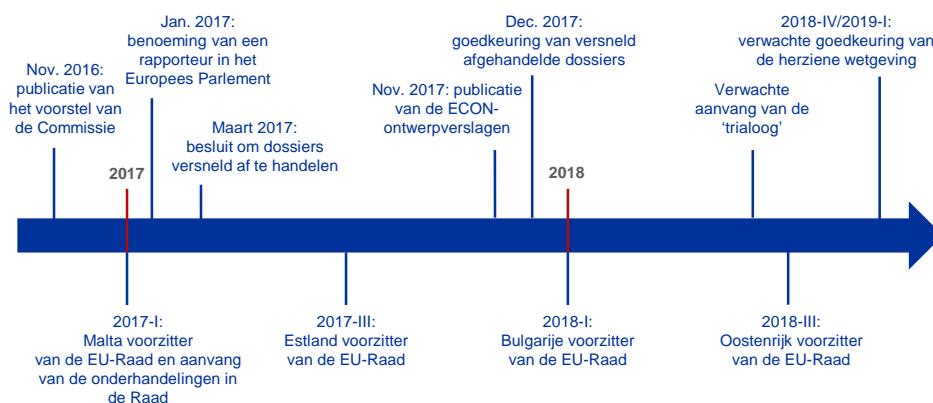 Nov. 2016:
publicatie van
het voorstel van
de Commissie
Jan. 2017:
benoeming van een
rapporteur in het
Europees Parlement
Maart 2017:
besluit om dossiers
versneld af te handelen
Nov. 2017: publicatie
van de ECON-
ontwerpverslagen
Dec. 2017:
goedkeuring van versneld
afgehandelde dossiers
Verwachte
aanvang van de
‘trialoog’
2018-IV/2019-I:
verwachte goedkeuring van
de herziene wetgeving
2017
2018
2017-I:
Malta voorzitter
van de EU-Raad en aanvang
van de onderhandelingen in
de Raad
2017-III:
Estland voorzitter
van de EU-Raad
2018-I:
Bulgarije voorzitter
van de EU-Raad
2018-III:
Oostenrijk voorzitter
van de EU-Raad